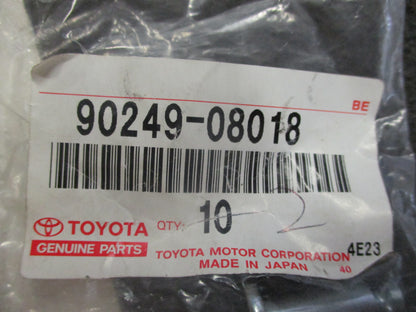 BE
90249-08018
TOYOTA QTY. 10 2
GENUINE PARTS
TOYOTA MOTOR CORPORATION 4E23
MADE IN JAPAN 40